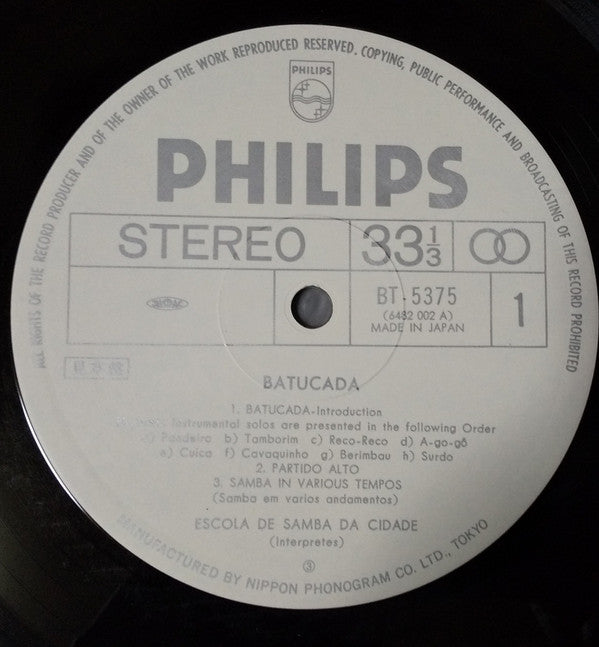 ALL RIGHTS OF THE RECORD PRODUCER AND OF THE OWNER OF THE WORK REPRODUCED RESERVED. COPYING, PUBLIC PERFORMANCE AND BROADCASTING OF THIS RECORD PROHIBITED
PHILIPS
PHILIPS
STEREO 33 1/3
BT-5375
(6482 002 A)
MADE IN JAPAN
1
BATUCADA
1. BATUCADA-Introduction
Instrumental solos are presented in the following Order
a) Pandeiro b) Tamborim c) Reco-Reco d) A-go-gô
e) Cuica f) Cavaquinho g) Berimbau h) Surdo
2. PARTIDO ALTO
3. SAMBA IN VARIOUS TEMPOS
(Samba em varios andamentos)
ESCOLA DE SAMBA DA CIDADE
(Interpretes)
③
MANUFACTURED BY NIPPON PHONOGRAM CO. LTD., TOKYO